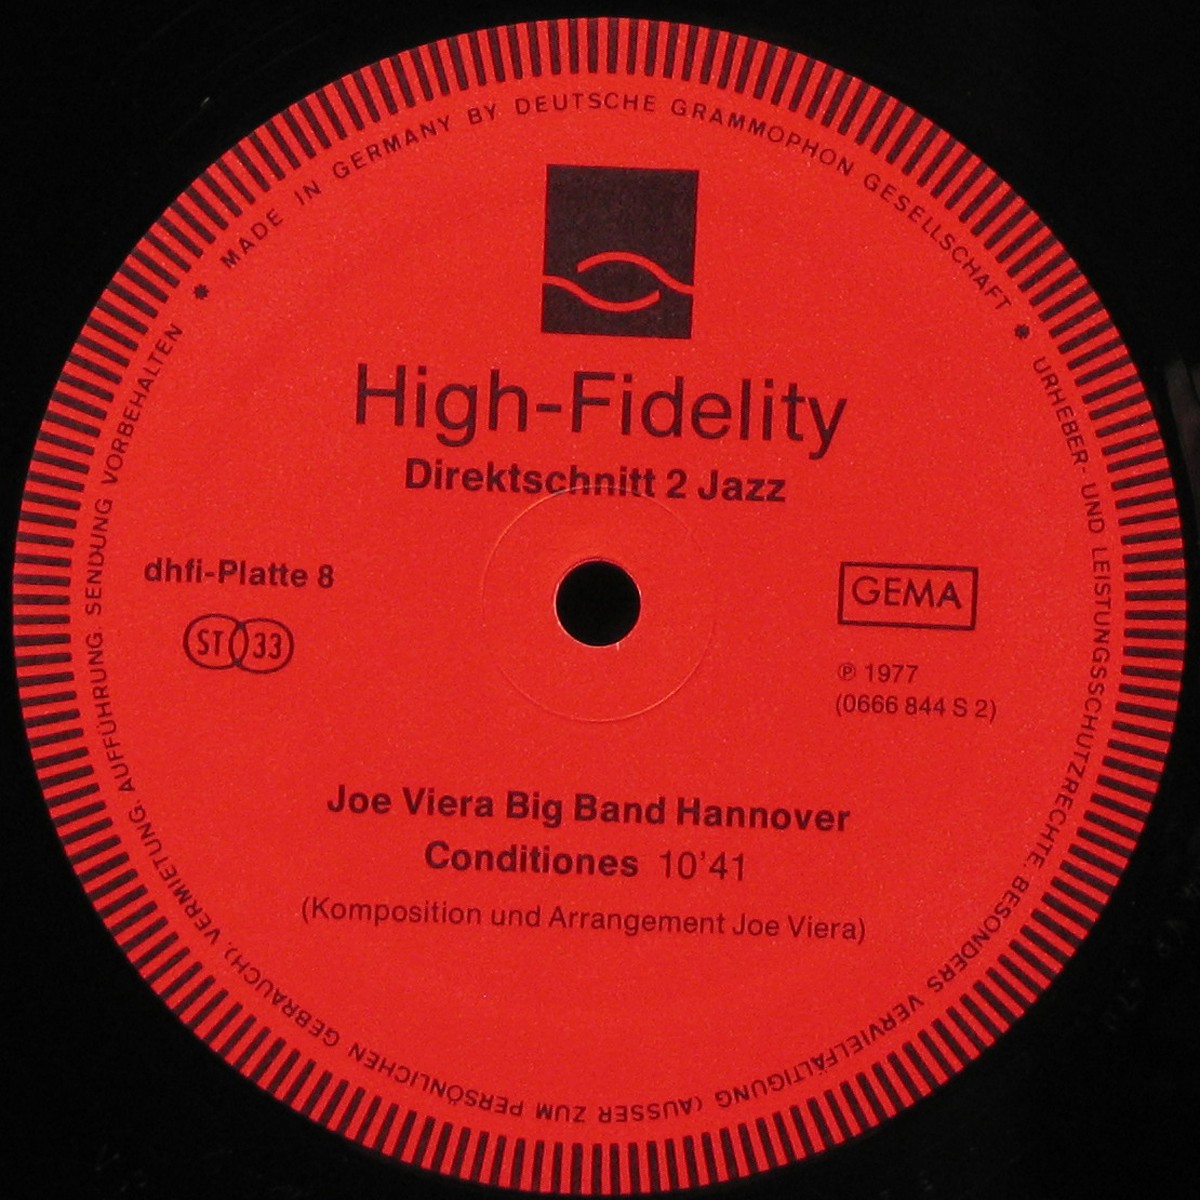 MADE IN GERMANY BY DEUTSCHE GRAMMOPHON GESELLSCHAFT * URHEBER- UND LEISTUNGSSCHUTZRECHTE, BESONDERS VERVIELFÄLTIGUNG (AUSSER ZUM PERSÖNLICHEN GEBRAUCH), VERMIETUNG, AUFFÜHRUNG, SENDUNG VORBEHALTEN *
High-Fidelity
Direktschnitt 2 Jazz
dhfi-Platte 8
ST 33
GEMA
℗ 1977
(0666 844 S 2)
Joe Viera Big Band Hannover
Conditiones 10'41
(Komposition und Arrangement Joe Viera)